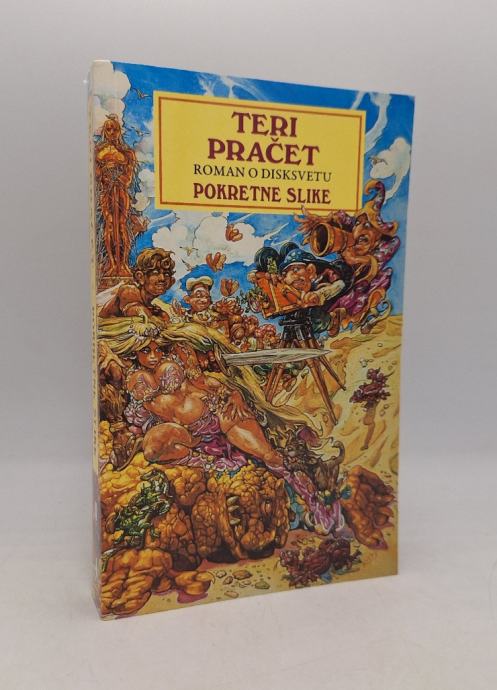 TERI
PRAČET
ROMAN O DISKSVETU
POKRETNE SLIKE